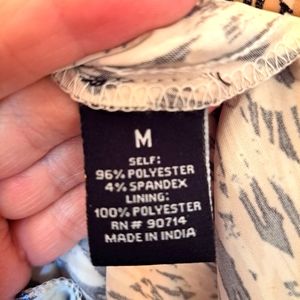 M
SELF:
96% POLYESTER
4% SPANDEX
LINING:
100% POLYESTER
RN# 90714
MADE IN INDIA